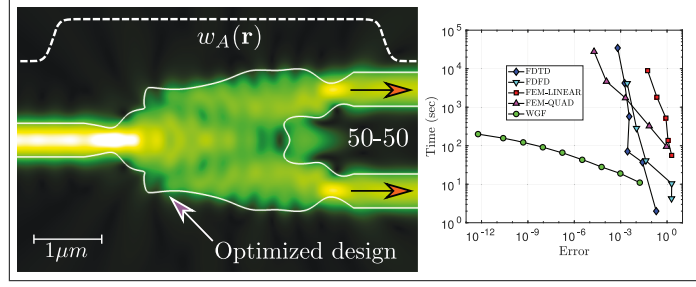 w_A(r)
50-50
1μm
Optimized design
Time (sec)
10^5
10^4
10^3
10^2
10^1
10^0
FDTD
FDFD
FEM-LINEAR
FEM-QUAD
WGF
10^-12
10^-9
10^-6
10^-3
10^0
Error